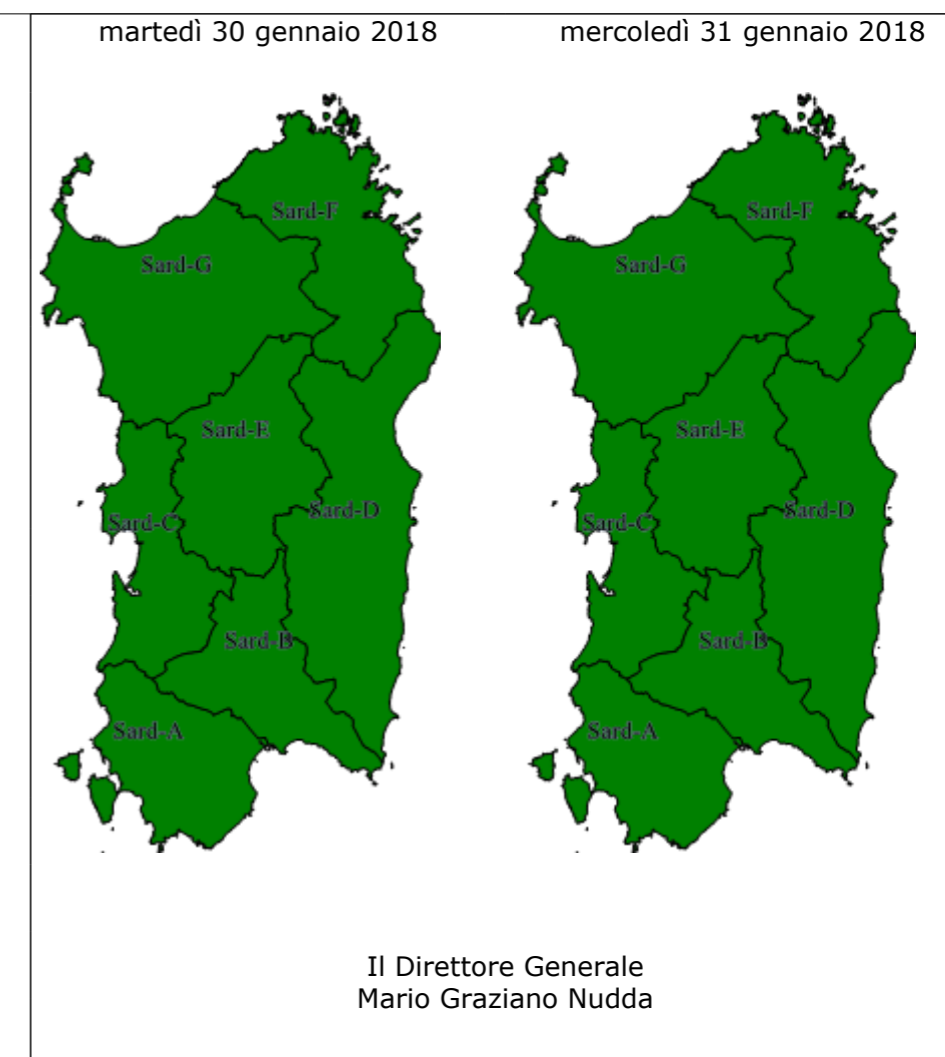 martedì 30 gennaio 2018
mercoledì 31 gennaio 2018
Sard-F
Sard-G
Sard-E
Sard-D
Sard-C
Sard-B
Sard-A
Sard-F
Sard-G
Sard-E
Sard-D
Sard-C
Sard-B
Sard-A
Il Direttore Generale
Mario Graziano Nudda